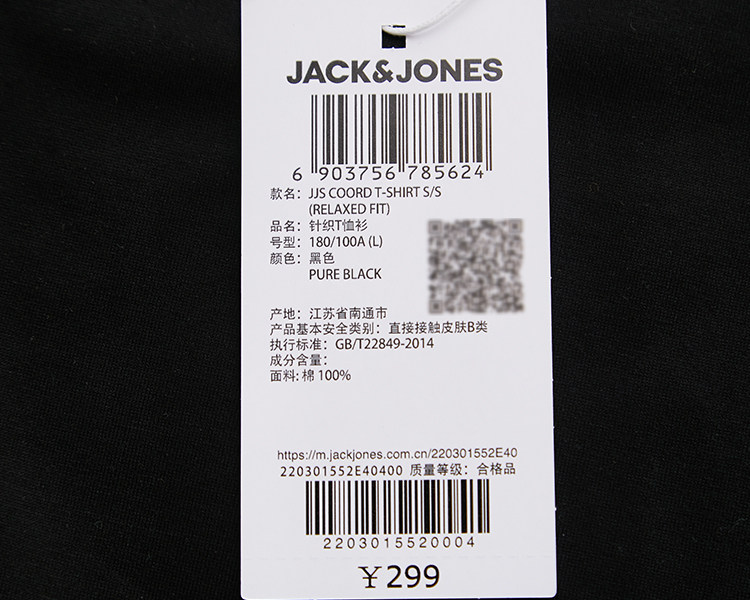 JACK&JONES
6 903756 785624
款名：JJS COORD T-SHIRT S/S
(RELAXED FIT)
品名：针织T恤衫
号型：180/100A (L)
颜色：黑色
PURE BLACK
产地：江苏省南通市
产品基本安全类别：直接接触皮肤B类
执行标准：GB/T22849-2014
成分含量：
面料: 棉 100%
https://m.jackjones.com.cn/220301552E40
220301552E40400 质量等级：合格品
2203015520004
￥299